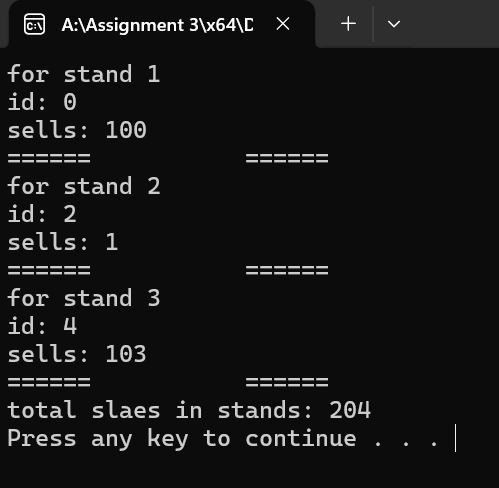 A:\Assignment 3\x64\D
for stand 1
id: 0
sells: 100
======           ======
for stand 2
id: 2
sells: 1
======           ======
for stand 3
id: 4
sells: 103
======           ======
total slaes in stands: 204
Press any key to continue . . .